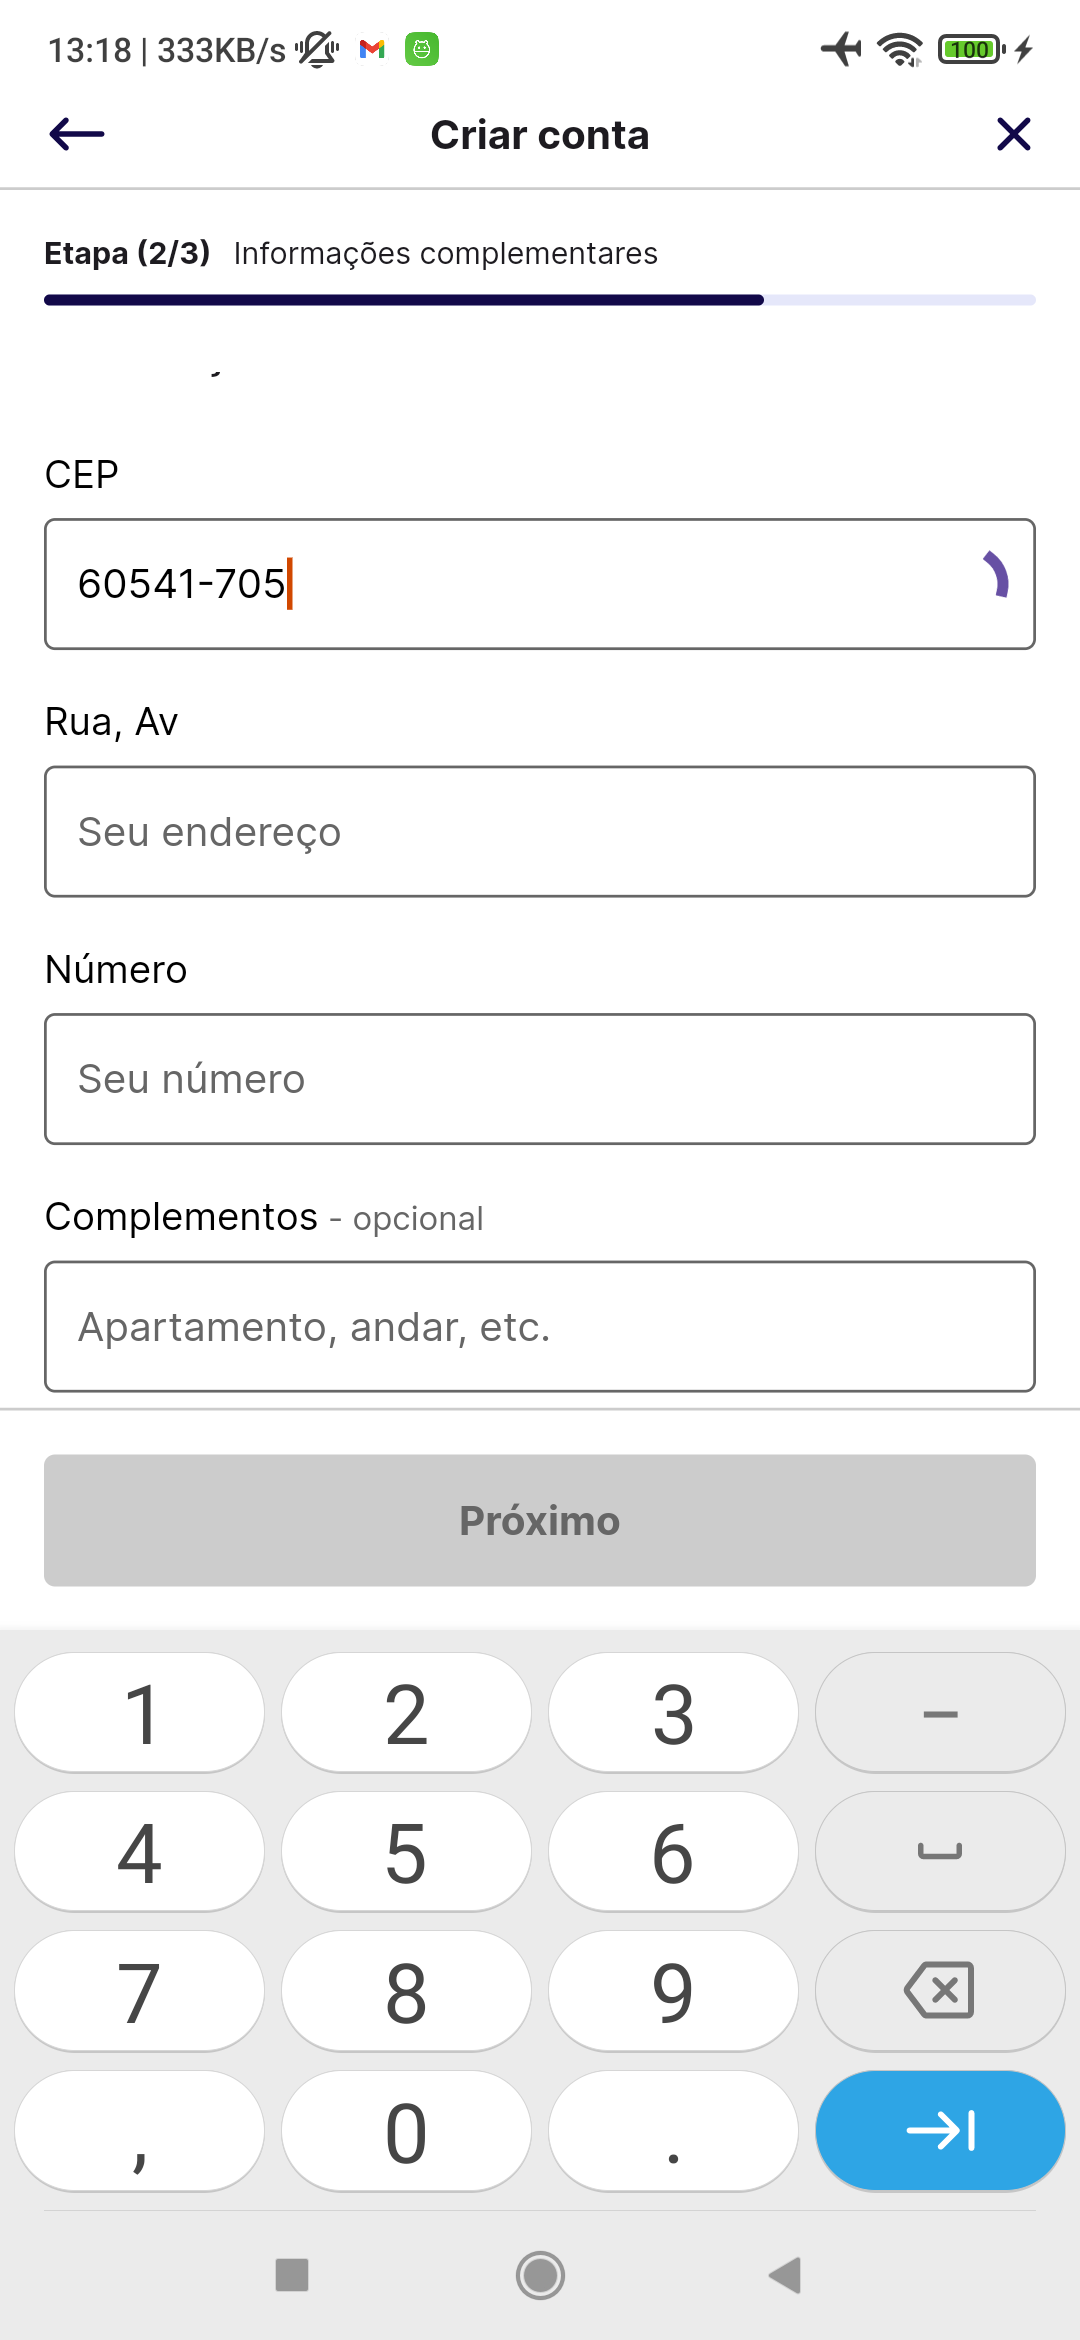 13:18 | 333KB/s
100
Criar conta
Etapa (2/3) Informações complementares
CEP
60541-705
Rua, Av
Seu endereço
Número
Seu número
Complementos - opcional
Apartamento, andar, etc.
Próximo
1 2 3 –
4 5 6
7 8 9
, 0 .